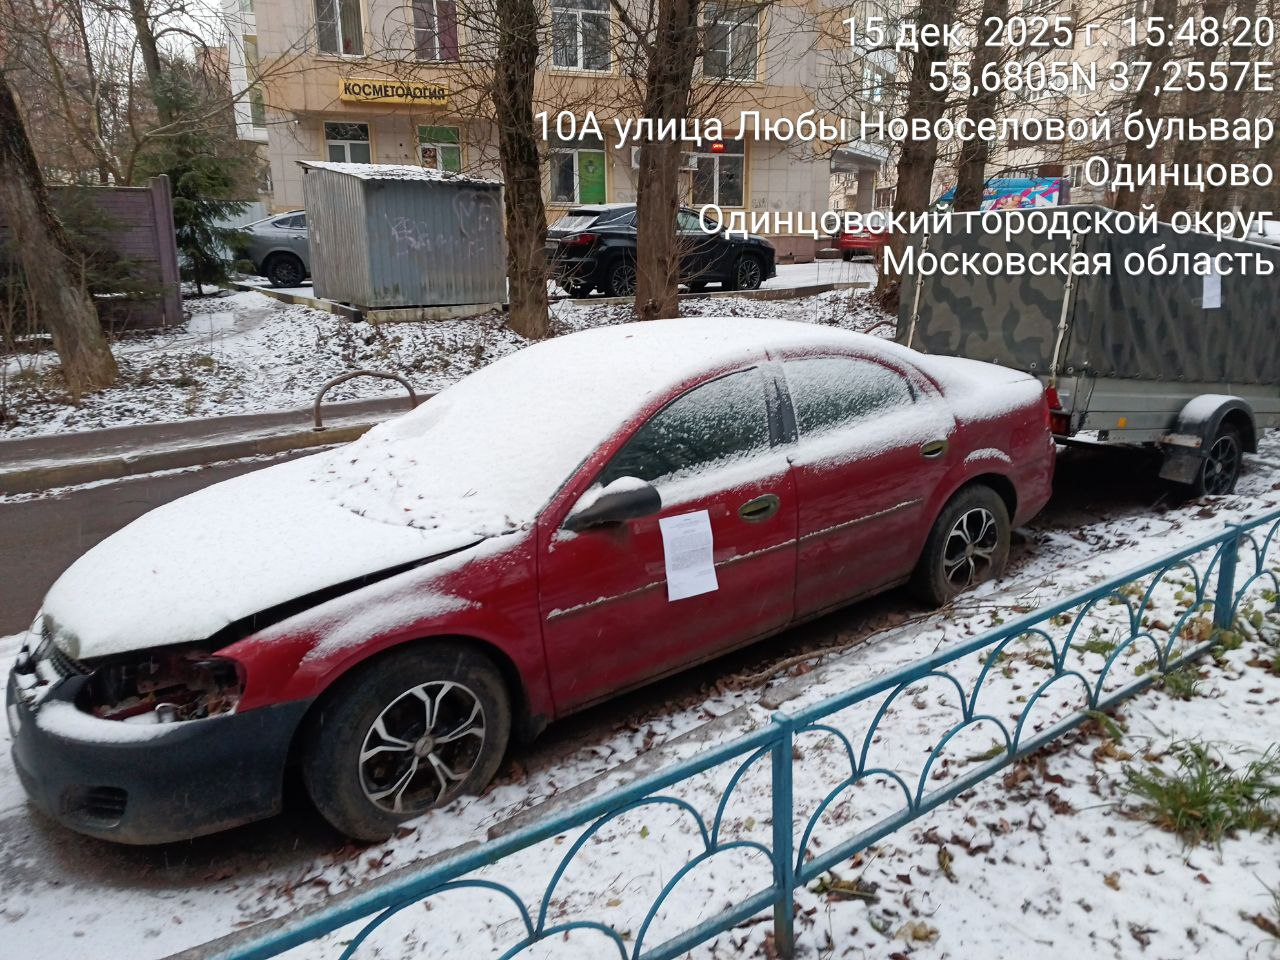 15 дек. 2025 г. 15:48:20
55,6805N 37,2557E
10А улица Любы Новоселовой бульвар
Одинцово
Одинцовский городской округ
Московская область
КОСМЕТОЛОГИЯ